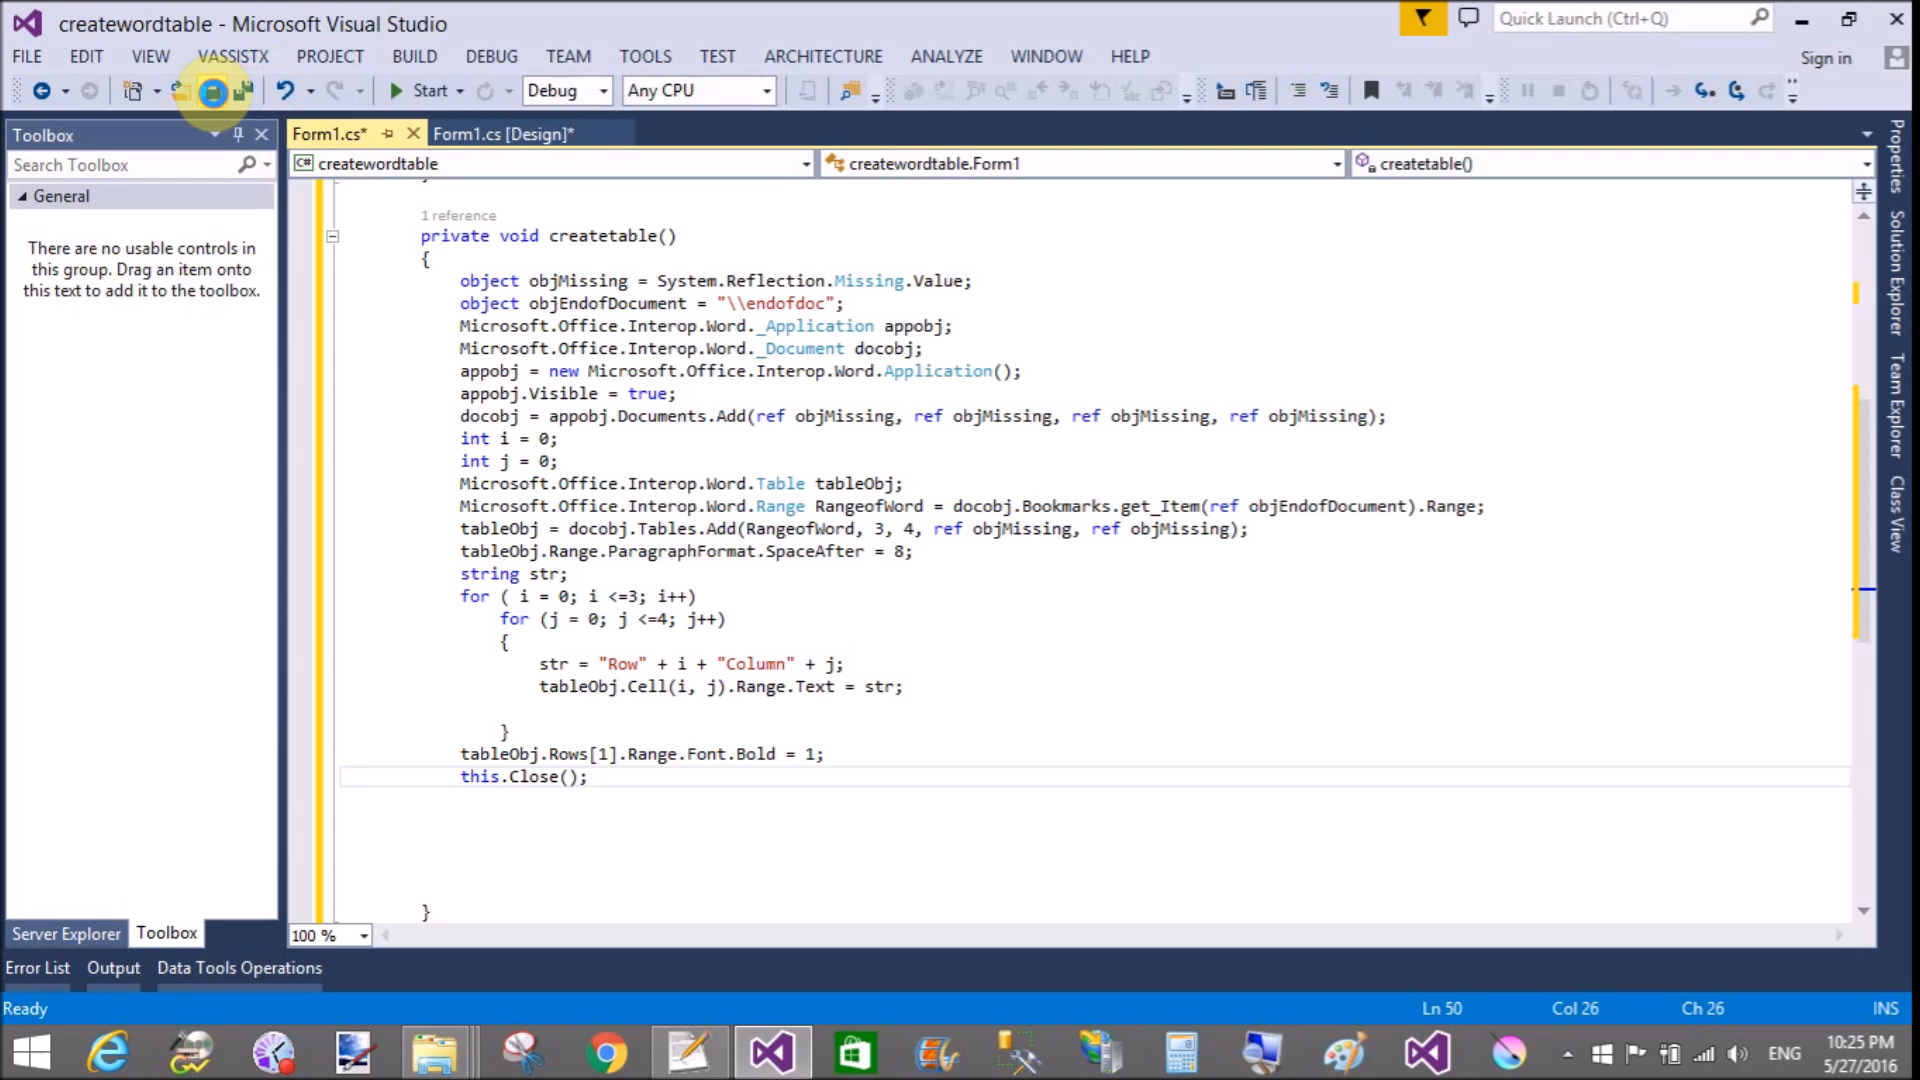 createwordtable - Microsoft Visual Studio
Quick Launch (Ctrl+Q)
FILE EDIT VIEW VASSISTX PROJECT BUILD DEBUG TEAM TOOLS TEST ARCHITECTURE ANALYZE WINDOW HELP
Sign in
Start Debug Any CPU
Toolbox
Form1.cs* Form1.cs [Design]*
Search Toolbox
C# createwordtable createwordtable.Form1 createtable()
General
There are no usable controls in
this group. Drag an item onto
this text to add it to the toolbox.
1 reference
private void createtable()
{
object objMissing = System.Reflection.Missing.Value;
object objEndofDocument = "\\endofdoc";
Microsoft.Office.Interop.Word._Application appobj;
Microsoft.Office.Interop.Word._Document docobj;
appobj = new Microsoft.Office.Interop.Word.Application();
appobj.Visible = true;
docobj = appobj.Documents.Add(ref objMissing, ref objMissing, ref objMissing, ref objMissing);
int i = 0;
int j = 0;
Microsoft.Office.Interop.Word.Table tableObj;
Microsoft.Office.Interop.Word.Range RangeofWord = docobj.Bookmarks.get_Item(ref objEndofDocument).Range;
tableObj = docobj.Tables.Add(RangeofWord, 3, 4, ref objMissing, ref objMissing);
tableObj.Range.ParagraphFormat.SpaceAfter = 8;
string str;
for ( i = 0; i <=3; i++)
for (j = 0; j <=4; j++)
{
str = "Row" + i + "Column" + j;
tableObj.Cell(i, j).Range.Text = str;
}
tableObj.Rows[1].Range.Font.Bold = 1;
this.Close();
}
100 %
Properties
Solution Explorer
Team Explorer
Class View
Server Explorer Toolbox
Error List Output Data Tools Operations
Ready Ln 50 Col 26 Ch 26 INS
ENG
10:25 PM
5/27/2016